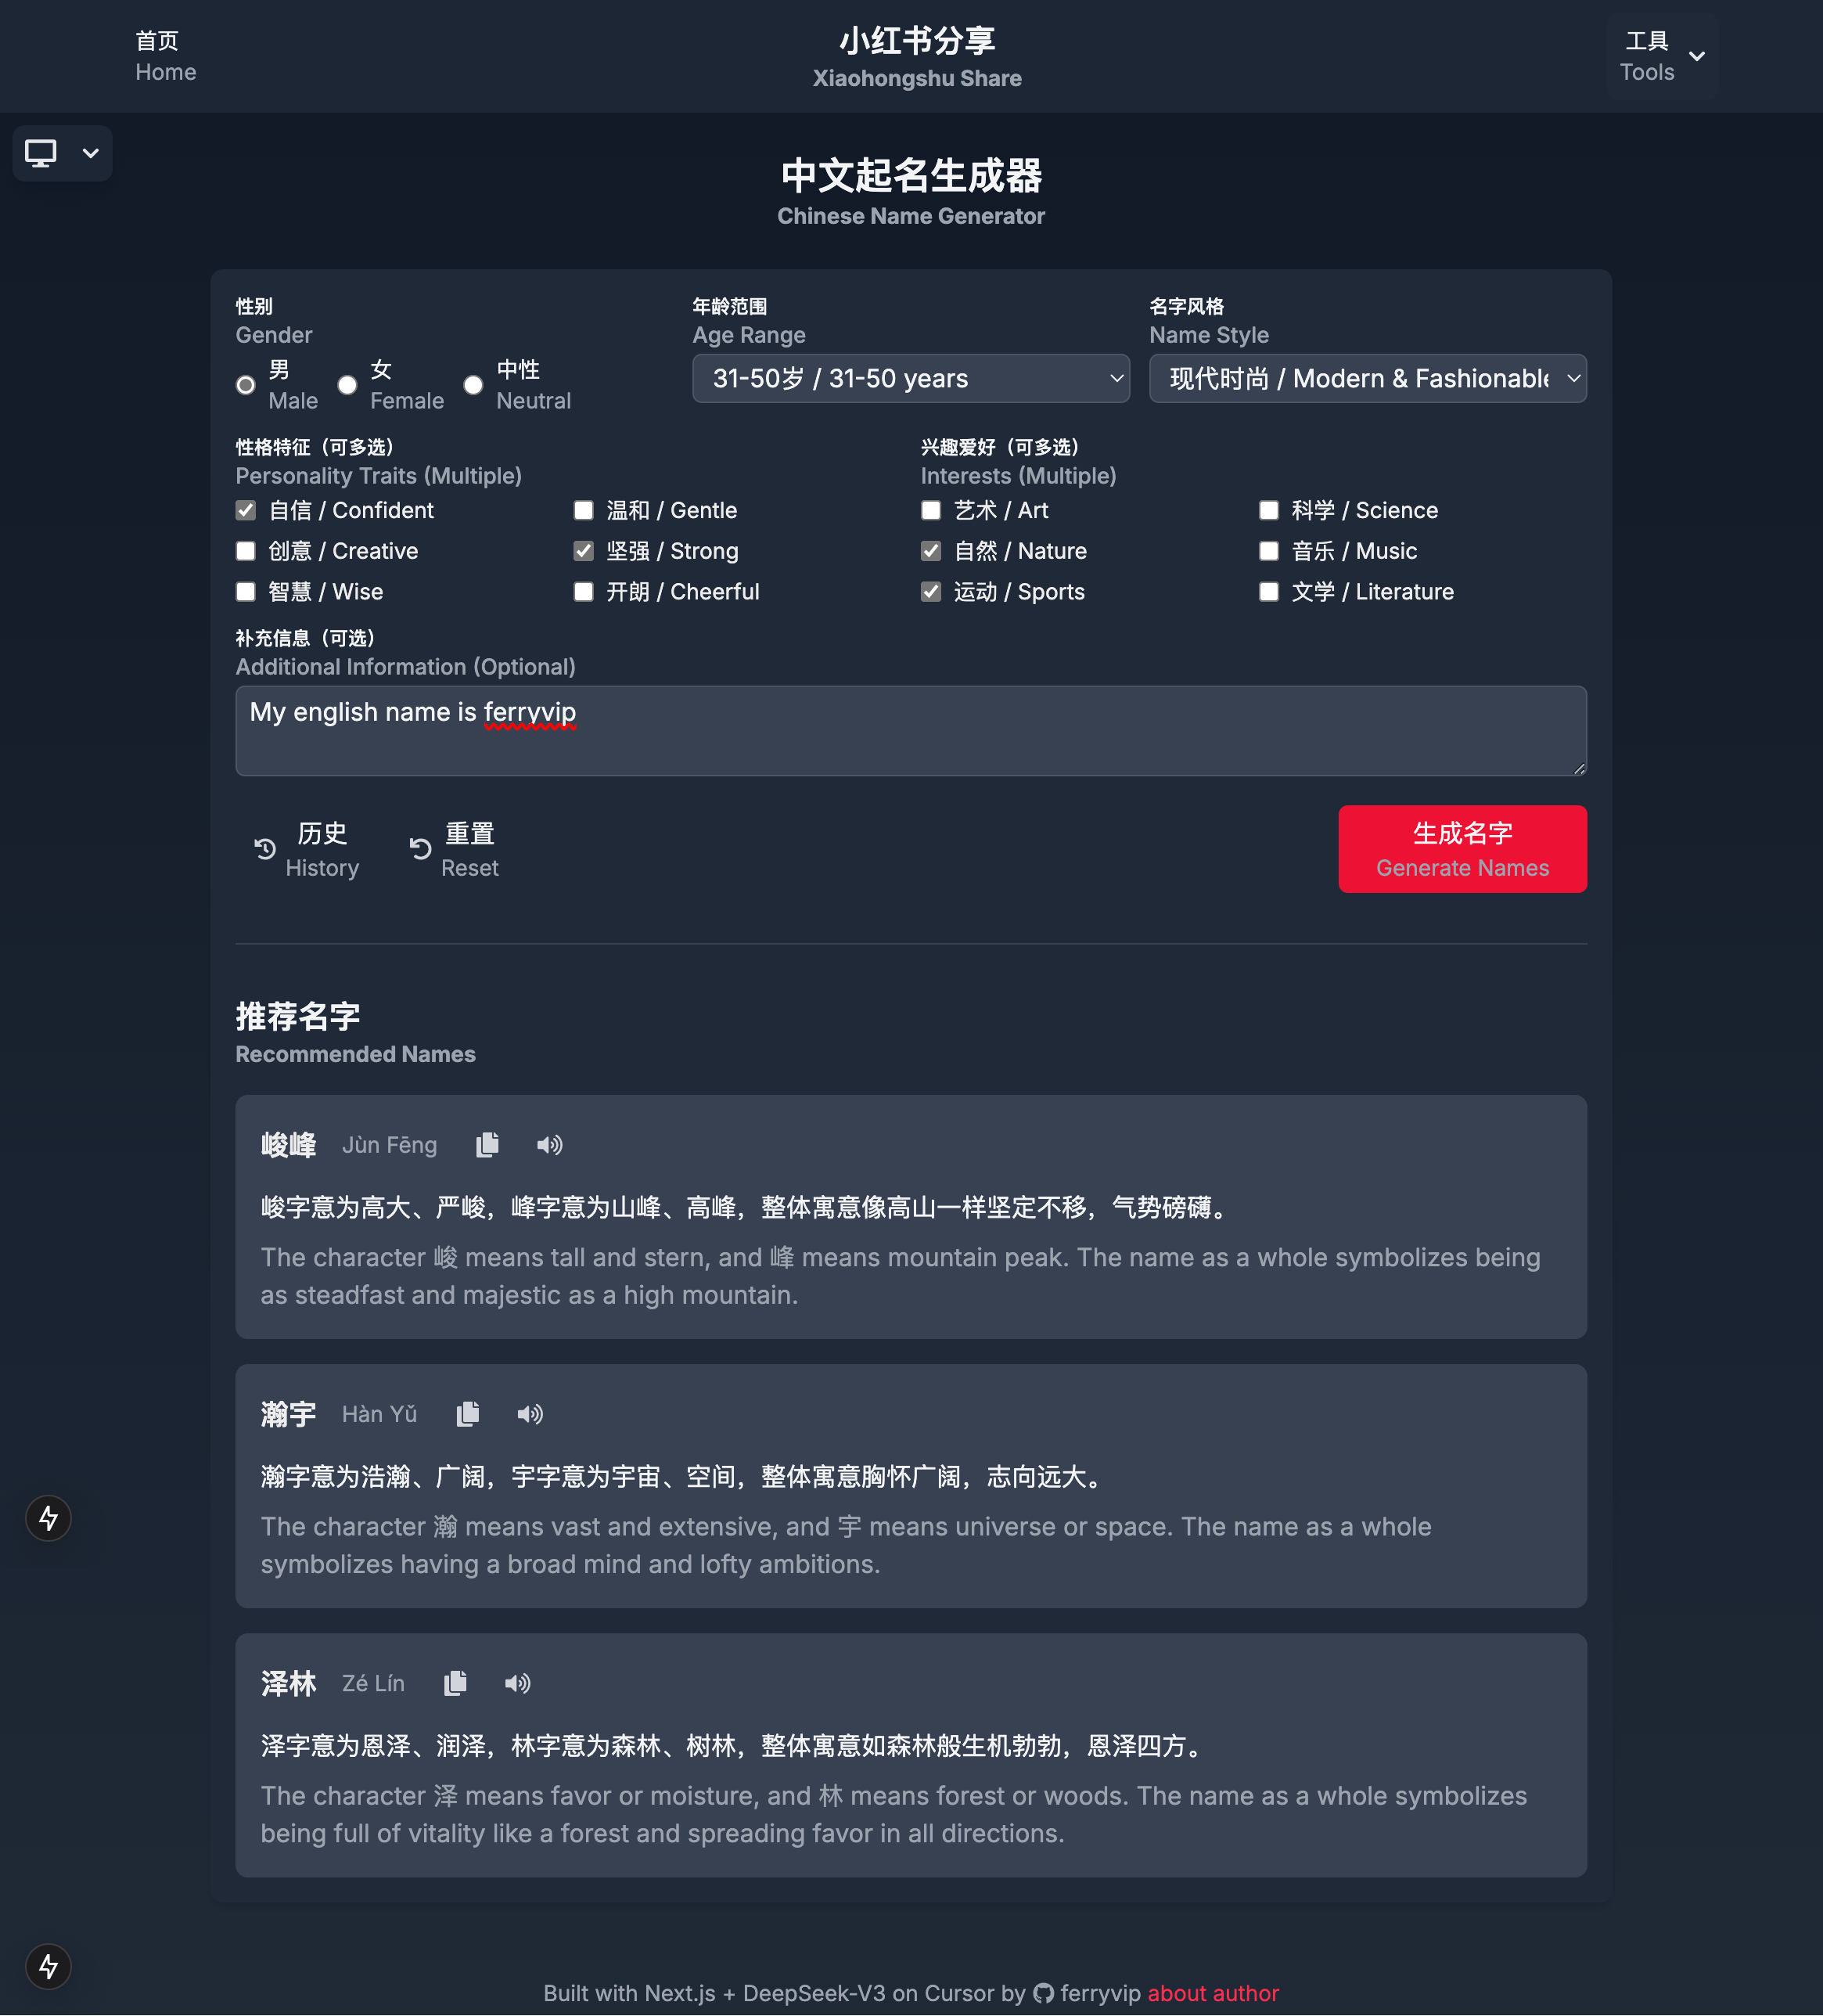 首页
Home
小红书分享
Xiaohongshu Share
工具
Tools
中文起名生成器
Chinese Name Generator
性别
Gender
男
Male
女
Female
中性
Neutral
年龄范围
Age Range
31-50岁 / 31-50 years
名字风格
Name Style
现代时尚 / Modern & Fashionable
性格特征（可多选）
Personality Traits (Multiple)
自信 / Confident
温和 / Gentle
创意 / Creative
坚强 / Strong
智慧 / Wise
开朗 / Cheerful
兴趣爱好（可多选）
Interests (Multiple)
艺术 / Art
科学 / Science
自然 / Nature
音乐 / Music
运动 / Sports
文学 / Literature
补充信息（可选）
Additional Information (Optional)
My english name is ferryvip
历史
History
重置
Reset
生成名字
Generate Names
推荐名字
Recommended Names
峻峰 Jùn Fēng
峻字意为高大、严峻，峰字意为山峰、高峰，整体寓意像高山一样坚定不移，气势磅礴。
The character 峻 means tall and stern, and 峰 means mountain peak. The name as a whole symbolizes being
as steadfast and majestic as a high mountain.
瀚宇 Hàn Yǔ
瀚字意为浩瀚、广阔，宇字意为宇宙、空间，整体寓意胸怀广阔，志向远大。
The character 瀚 means vast and extensive, and 宇 means universe or space. The name as a whole
symbolizes having a broad mind and lofty ambitions.
泽林 Zé Lín
泽字意为恩泽、润泽，林字意为森林、树林，整体寓意如森林般生机勃勃，恩泽四方。
The character 泽 means favor or moisture, and 林 means forest or woods. The name as a whole symbolizes
being full of vitality like a forest and spreading favor in all directions.
Built with Next.js + DeepSeek-V3 on Cursor by ferryvip about author